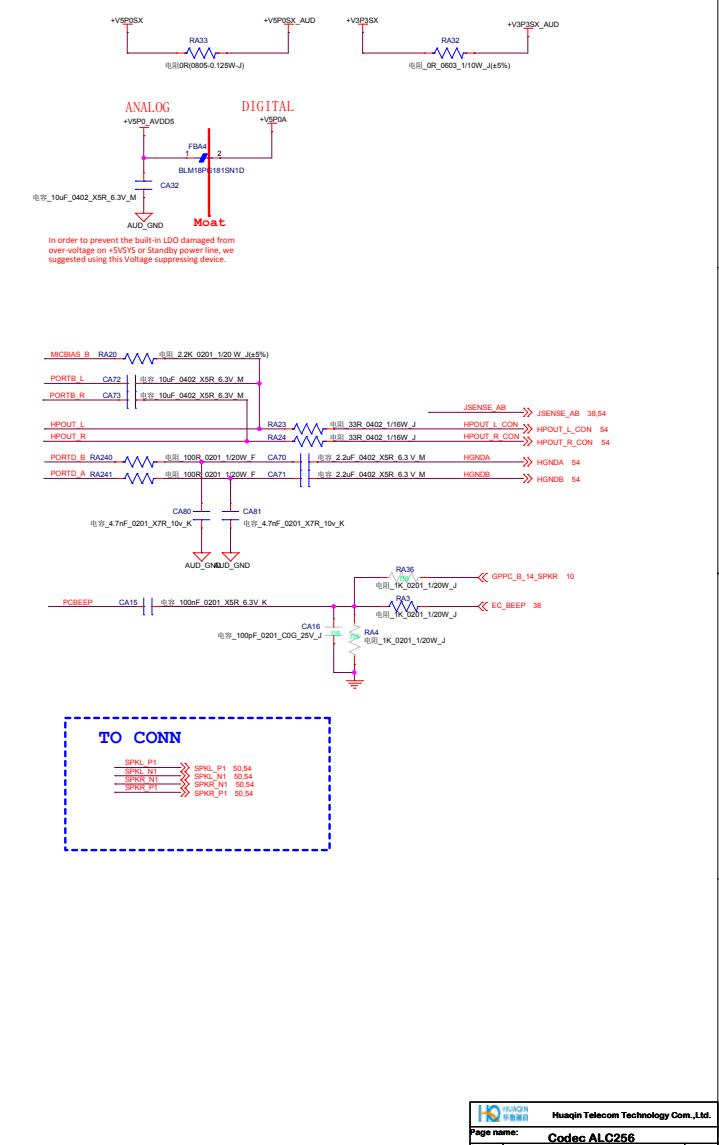 +V5P0SX
+V5P0SX_AUD
+V3P3SX
+V3P3SX_AUD
RA33
RA32
电阻0R(0805-0.125W-J)
电阻_0R_0603_1/10W_J(±5%)
ANALOG
DIGITAL
+V5P0_AVDD5
+V5P0A
FBA4
1
2
BLM18PG181SN1D
CA32
电容_10uF_0402_X5R_6.3V_M
AUD_GND
Moat
In order to prevent the built-in LDO damaged from
over-voltage on +5VSYS or Standby power line, we
suggested using this Voltage suppressing device.
MICBIAS_B RA20 电阻_2.2K_0201_1/20 W_J(±5%)
PORTB_L CA72 电容_10uF_0402_X5R_6.3V_M
PORTB_R CA73 电容_10uF_0402_X5R_6.3V_M
JSENSE_AB JSENSE_AB 38,54
HPOUT_L RA23 电阻_33R_0402_1/16W_J HPOUT_L_CON HPOUT_L_CON 54
HPOUT_R RA24 电阻_33R_0402_1/16W_J HPOUT_R_CON HPOUT_R_CON 54
PORTD_B RA240 电阻_100R_0201_1/20W_F CA70 电容_2.2uF_0402_X5R_6.3 V_M HGNDA HGNDA 54
PORTD_A RA241 电阻_100R_0201_1/20W_F CA71 电容_2.2uF_0402_X5R_6.3V_M HGNDB HGNDB 54
CA80
CA81
电容_4.7nF_0201_X7R_10v_K
电容_4.7nF_0201_X7R_10v_K
AUD_GND
AUD_GND
RA36
ns
GPPC_B_14_SPKR 10
电阻_1K_0201_1/20W_J
PCBEEP CA15 电容_100nF_0201_X5R_6.3V_K
RA3
EC_BEEP 38
电阻_1K_0201_1/20W_J
CA16
ns
电容_100pF_0201_C0G_25V_J
RA4
ns
电阻_1K_0201_1/20W_J
TO CONN
SPKL_P1 SPKL_P1 50,54
SPKL_N1 SPKL_N1 50,54
SPKR_N1 SPKR_N1 50,54
SPKR_P1 SPKR_P1 50,54
HQ HUAQIN 华勤通讯
Huaqin Telecom Technology Com.,Ltd.
Page name:
Codec ALC256